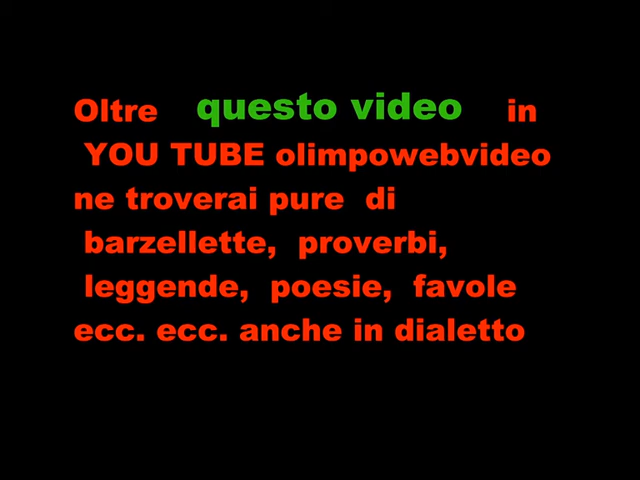 Oltre questo video in
YOU TUBE olimpowebvideo
ne troverai pure di
barzellette, proverbi,
leggende, poesie, favole
ecc. ecc. anche in dialetto